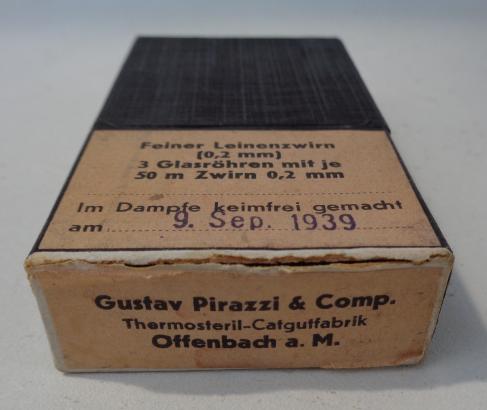 Feiner Leinenzwirn
(0,2 mm)
3 Glasröhren mit je
50 m Zwirn 0,2 mm
Im Dampfe keimfrei gemacht
am 9. Sep. 1939
Gustav Pirazzi & Comp.
Thermosteril-Catgutfabrik
Offenbach a. M.